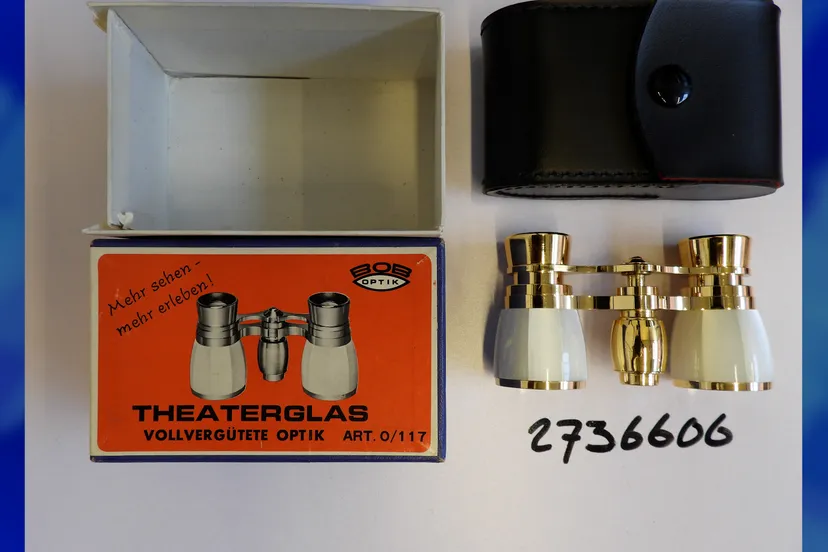 Mehr sehen -
mehr erleben!
BOB
OPTIK
THEATERGLAS
VOLLVERGÜTETE OPTIK ART. 0/117
2736606